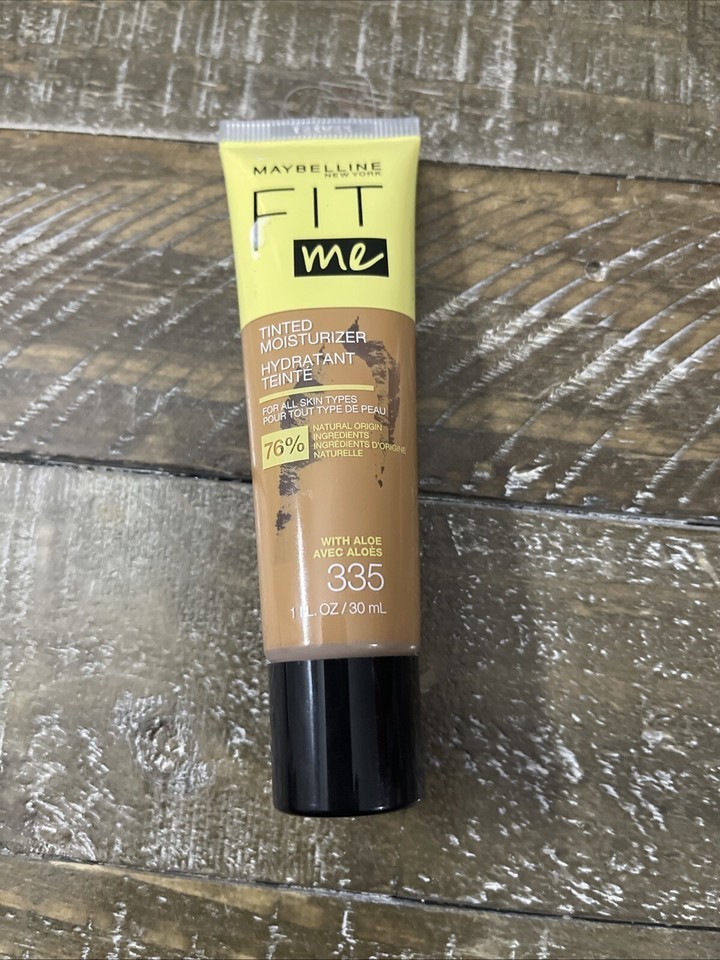 MAYBELLINE
NEW YORK
FIT
me
TINTED
MOISTURIZER
HYDRATANT
TEINTÉ
FOR ALL SKIN TYPES
POUR TOUT TYPE DE PEAU
76%
NATURAL ORIGIN
INGREDIENTS
INGRÉDIENTS D'ORIGINE
NATURELLE
WITH ALOE
AVEC ALOÈS
335
1 FL. OZ / 30 mL